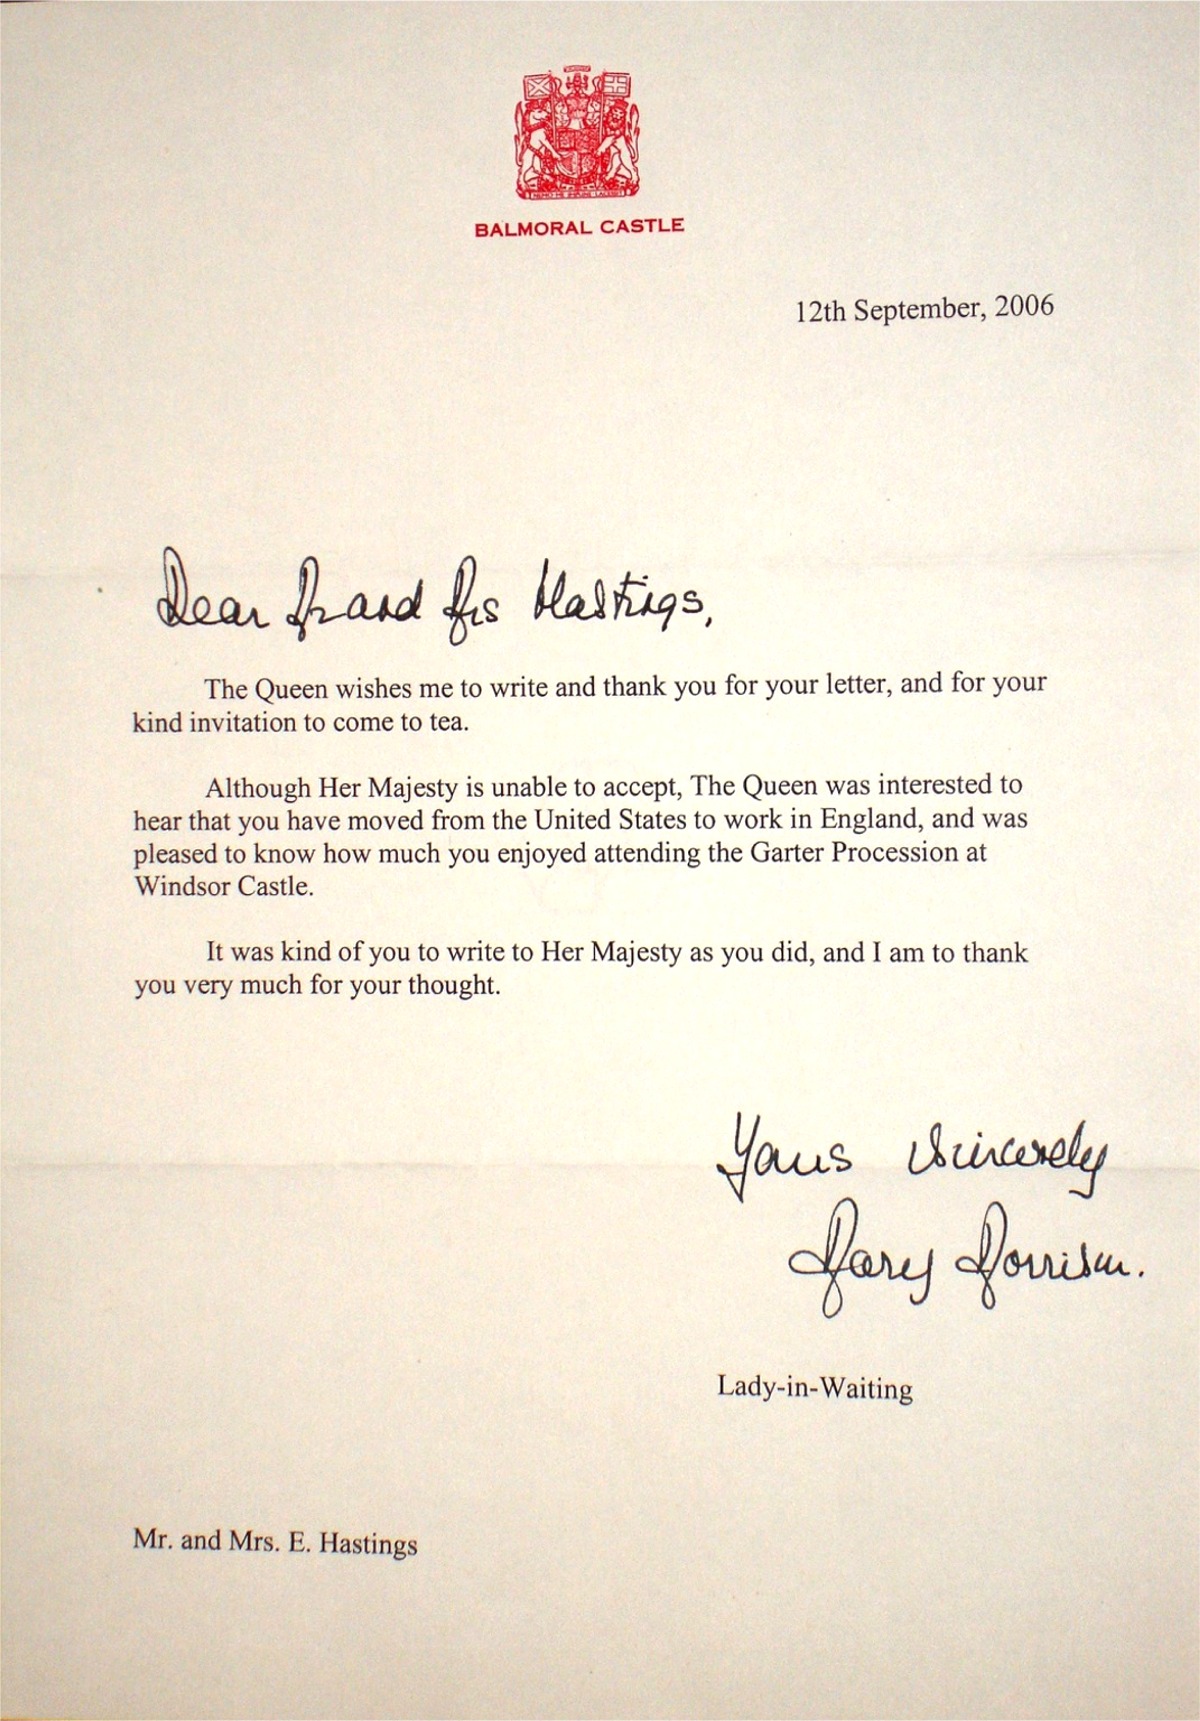 BALMORAL CASTLE
12th September, 2006
Dear Mr and Mrs Hastings,
The Queen wishes me to write and thank you for your letter, and for your
kind invitation to come to tea.
Although Her Majesty is unable to accept, The Queen was interested to
hear that you have moved from the United States to work in England, and was
pleased to know how much you enjoyed attending the Garter Procession at
Windsor Castle.
It was kind of you to write to Her Majesty as you did, and I am to thank
you very much for your thought.
Yours sincerely
Mary Morrison.
Lady-in-Waiting
Mr. and Mrs. E. Hastings